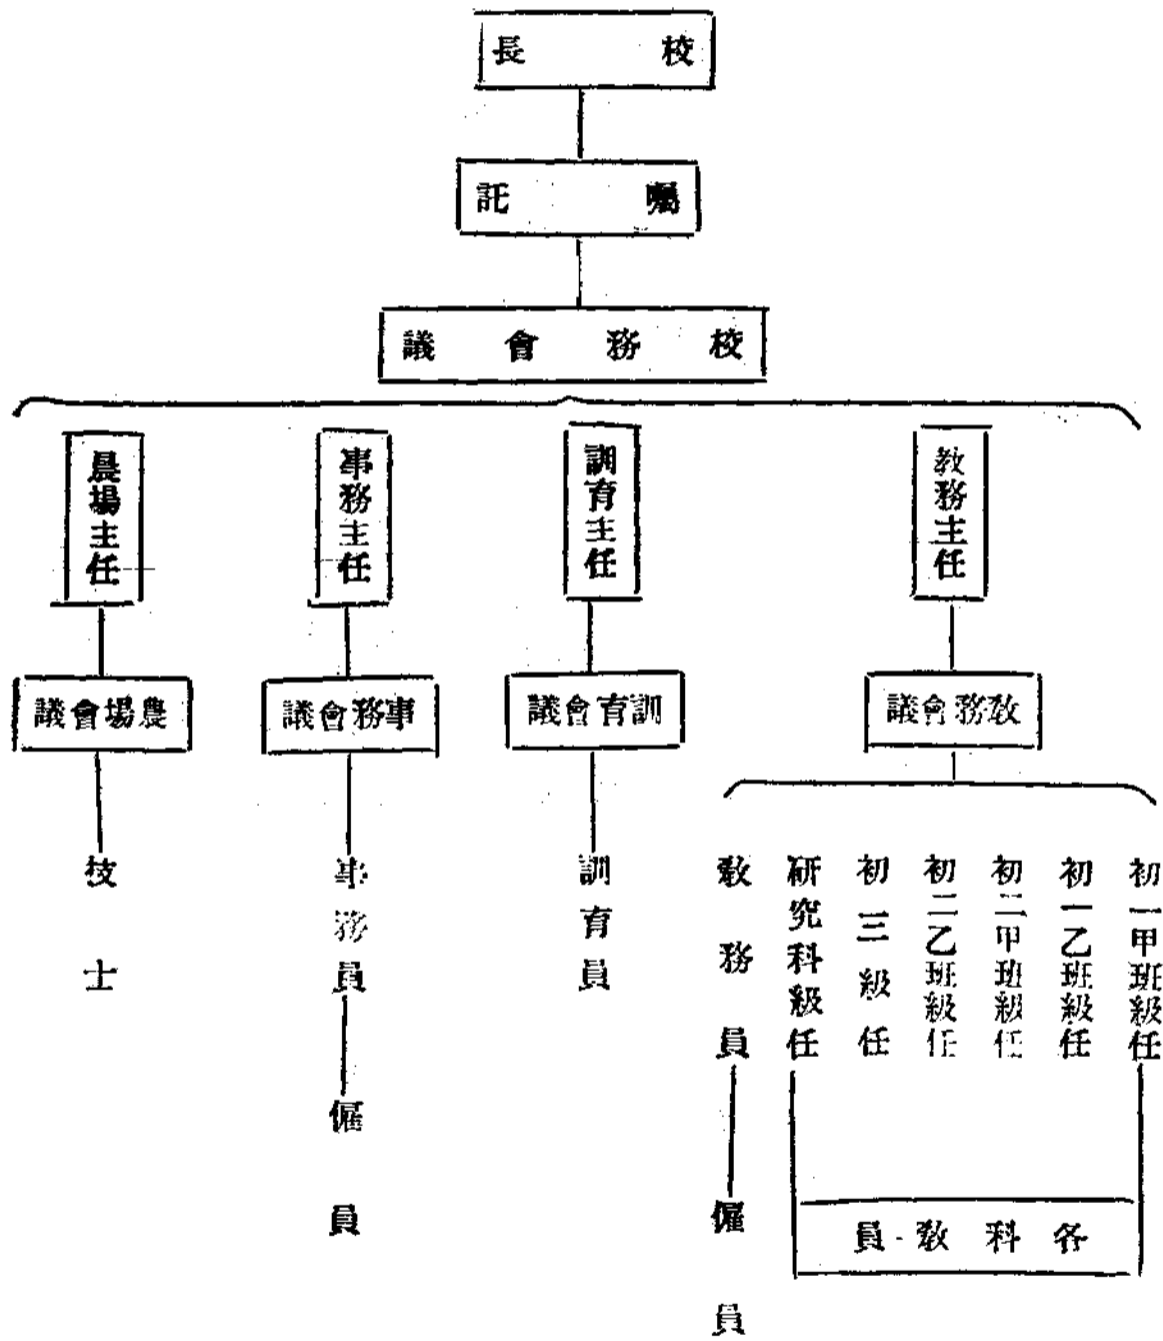 校長
囑託
校務會議
教務主任
訓育主任
事務主任
農場主任
教務會議
訓育會議
事務會議
農場會議
初一甲班級任
初一乙班級任
初二甲班級任
初二乙班級任
初三級任
研究科級任
教務員
訓育員
事務員
技士
各科教員
僱員
僱員